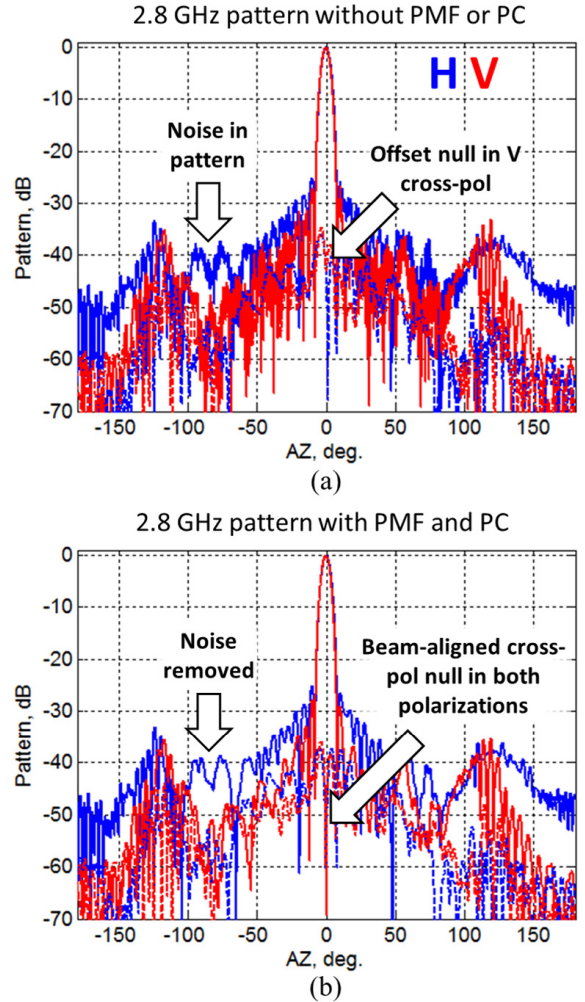 2.8 GHz pattern without PMF or PC
0
-10
-20
-30
-40
-50
-60
-70
Pattern, dB
H V
Noise in
pattern
Offset null in V
cross-pol
-150 -100 -50 0 50 100 150
AZ, deg.
(a)
2.8 GHz pattern with PMF and PC
0
-10
-20
-30
-40
-50
-60
-70
Pattern, dB
Noise
removed
Beam-aligned cross-
pol null in both
polarizations
-150 -100 -50 0 50 100 150
AZ, deg.
(b)